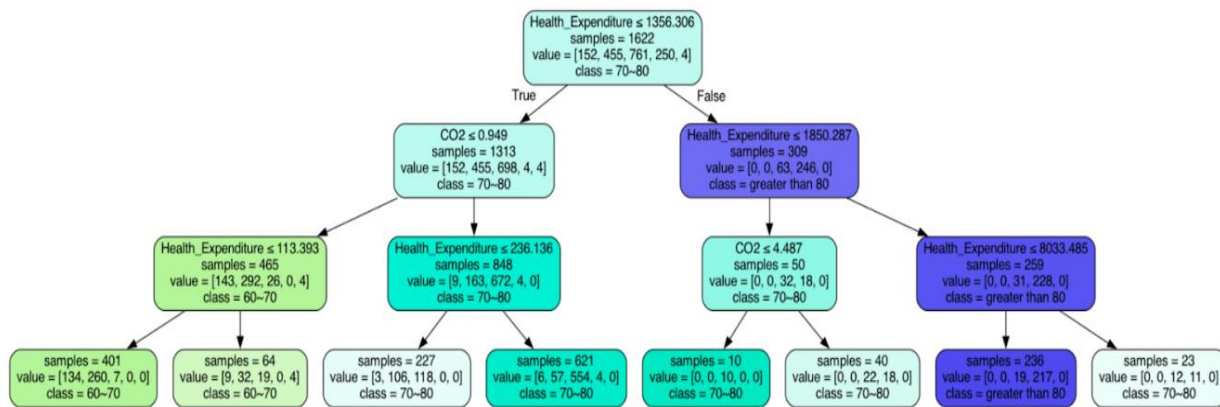 Health_Expenditure ≤ 1356.306
samples = 1622
value = [152, 455, 761, 250, 4]
class = 70~80
True
False
CO2 ≤ 0.949
samples = 1313
value = [152, 455, 698, 4, 4]
class = 70~80
Health_Expenditure ≤ 1850.287
samples = 309
value = [0, 0, 63, 246, 0]
class = greater than 80
Health_Expenditure ≤ 113.393
samples = 465
value = [143, 292, 26, 0, 4]
class = 60~70
Health_Expenditure ≤ 236.136
samples = 848
value = [9, 163, 672, 4, 0]
class = 70~80
CO2 ≤ 4.487
samples = 50
value = [0, 0, 32, 18, 0]
class = 70~80
Health_Expenditure ≤ 8033.485
samples = 259
value = [0, 0, 31, 228, 0]
class = greater than 80
samples = 401
value = [134, 260, 7, 0, 0]
class = 60~70
samples = 64
value = [9, 32, 19, 0, 4]
class = 60~70
samples = 227
value = [3, 106, 118, 0, 0]
class = 70~80
samples = 621
value = [6, 57, 554, 4, 0]
class = 70~80
samples = 10
value = [0, 0, 10, 0, 0]
class = 70~80
samples = 40
value = [0, 0, 22, 18, 0]
class = 70~80
samples = 236
value = [0, 0, 19, 217, 0]
class = greater than 80
samples = 23
value = [0, 0, 12, 11, 0]
class = 70~80